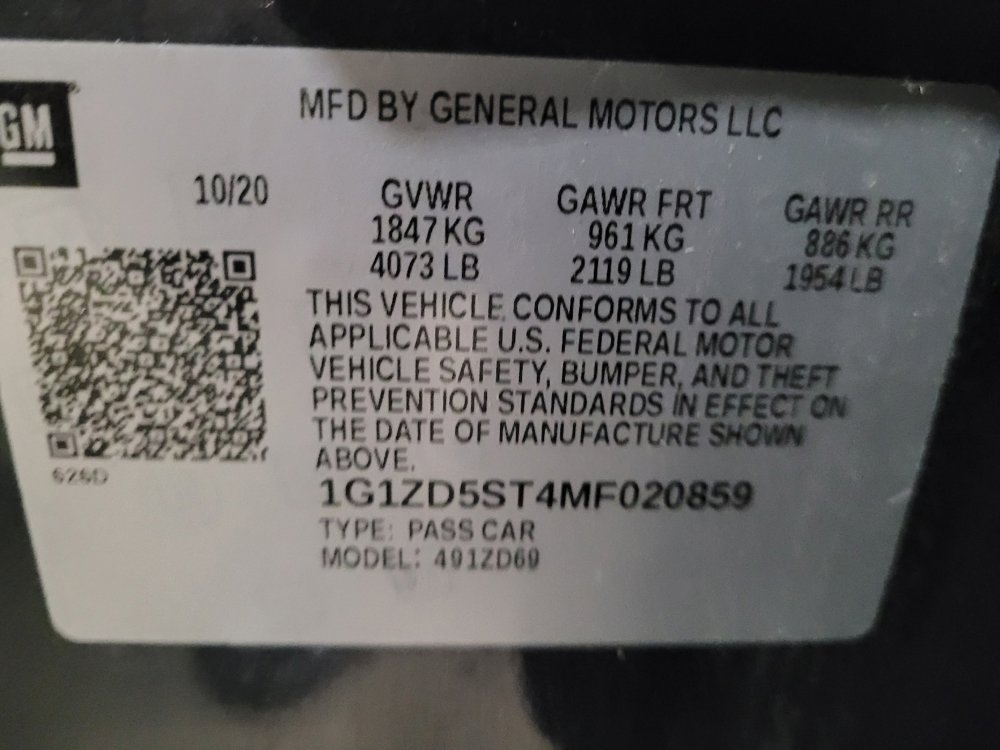 GM
MFD BY GENERAL MOTORS LLC
10/20
GVWR GAWR FRT GAWR RR
1847 KG 961 KG 886 KG
4073 LB 2119 LB 1954 LB
THIS VEHICLE CONFORMS TO ALL
APPLICABLE U.S. FEDERAL MOTOR
VEHICLE SAFETY, BUMPER, AND THEFT
PREVENTION STANDARDS IN EFFECT ON
THE DATE OF MANUFACTURE SHOWN
ABOVE.
626D
1G1ZD5ST4MF020859
TYPE: PASS CAR
MODEL: 491ZD69